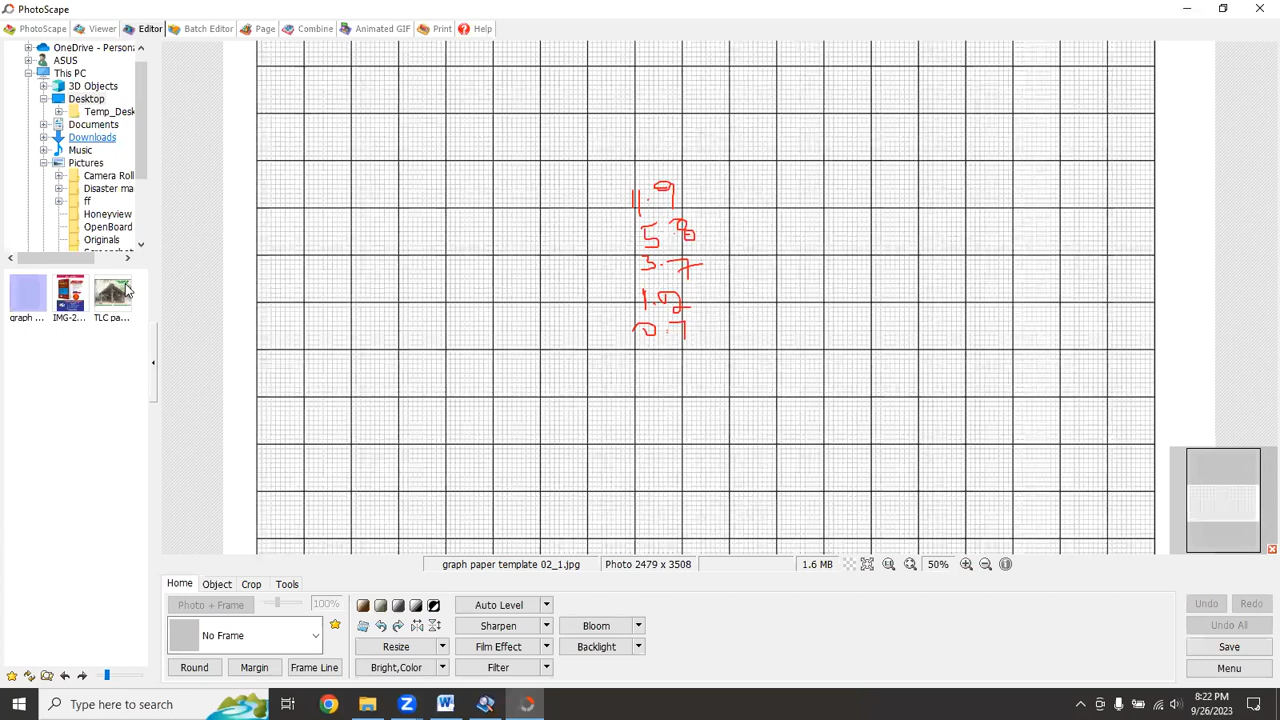 PhotoScape
PhotoScape Viewer Editor Batch Editor Page Combine Animated GIF Print Help
OneDrive - Persona
ASUS
This PC
3D Objects
Desktop
Temp_Desk
Documents
Downloads
Music
Pictures
Camera Roll
Disaster ma
ff
Honeyview
OpenBoard
Originals
graph ... IMG-2... TLC pa...
11.9
5.8
3.7
0.7
graph paper template 02_1.jpg Photo 2479 x 3508 1.6 MB 50%
Home Object Crop Tools
Photo + Frame 100%
No Frame
Round Margin Frame Line
Auto Level
Sharpen Bloom
Resize Film Effect Backlight
Bright,Color Filter
Undo Redo
Undo All
Save
Menu
Type here to search
8:22 PM
9/26/2023